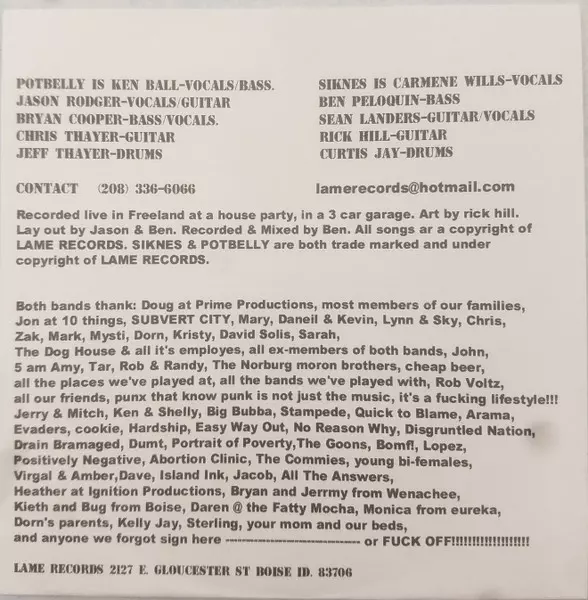 POTBELLY IS KEN BALL-VOCALS/BASS.
JASON RODGER-VOCALS/GUITAR
BRYAN COOPER-BASS/VOCALS.
CHRIS THAYER-GUITAR
JEFF THAYER-DRUMS
SIKNES IS CARMENE WILLS-VOCALS
BEN PELOQUIN-BASS
SEAN LANDERS-GUITAR/VOCALS
RICK HILL-GUITAR
CURTIS JAY-DRUMS
CONTACT (208) 336-6066
lamerecords@hotmail.com
Recorded live in Freeland at a house party, in a 3 car garage. Art by rick hill.
Lay out by Jason & Ben. Recorded & Mixed by Ben. All songs ar a copyright of
LAME RECORDS. SIKNES & POTBELLY are both trade marked and under
copyright of LAME RECORDS.
Both bands thank: Doug at Prime Productions, most members of our families,
Jon at 10 things, SUBVERT CITY, Mary, Daneil & Kevin, Lynn & Sky, Chris,
Zak, Mark, Mysti, Dorn, Kristy, David Solis, Sarah,
The Dog House & all it's employes, all ex-members of both bands, John,
5 am Amy, Tar, Rob & Randy, The Norburg moron brothers, cheap beer,
all the places we've played at, all the bands we've played with, Rob Voltz,
all our friends, punx that know punk is not just the music, it's a fucking lifestyle!!!
Jerry & Mitch, Ken & Shelly, Big Bubba, Stampede, Quick to Blame, Arama,
Evaders, cookie, Hardship, Easy Way Out, No Reason Why, Disgruntled Nation,
Drain Bramaged, Dumt, Portrait of Poverty,The Goons, Bomf!, Lopez,
Positively Negative, Abortion Clinic, The Commies, young bi-females,
Virgal & Amber,Dave, Island Ink, Jacob, All The Answers,
Heather at Ignition Productions, Bryan and Jerrmy from Wenachee,
Kieth and Bug from Boise, Daren @ the Fatty Mocha, Monica from eureka,
Dorn's parents, Kelly Jay, Sterling, your mom and our beds,
and anyone we forgot sign here ---------------------------------- or FUCK OFF!!!!!!!!!!!!!!!!!!!
LAME RECORDS 2127 E. GLOUCESTER ST BOISE ID. 83706